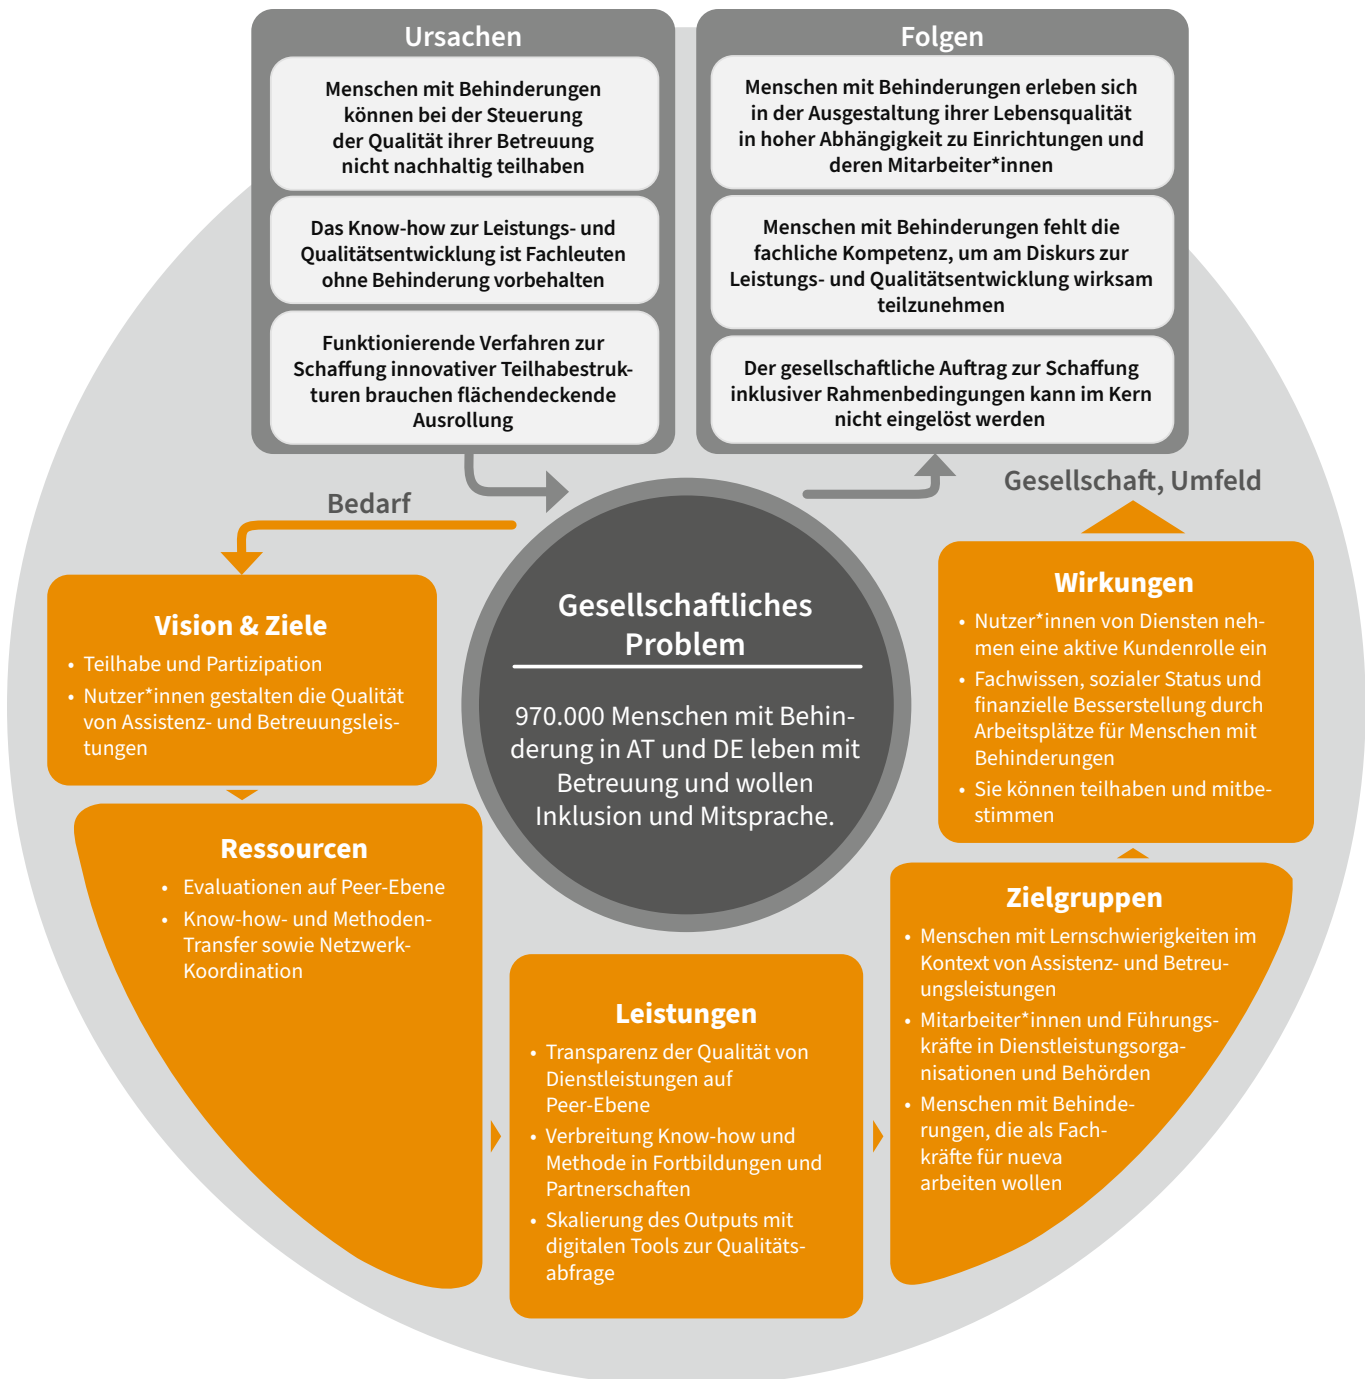 Ursachen
Menschen mit Behinderungen
können bei der Steuerung
der Qualität ihrer Betreuung
nicht nachhaltig teilhaben
Das Know-how zur Leistungs- und
Qualitätsentwicklung ist Fachleuten
ohne Behinderung vorbehalten
Funktionierende Verfahren zur
Schaffung innovativer Teilhabestruk-
turen brauchen flächendeckende
Ausrollung
Folgen
Menschen mit Behinderungen erleben sich
in der Ausgestaltung ihrer Lebensqualität
in hoher Abhängigkeit zu Einrichtungen und
deren Mitarbeiter*innen
Menschen mit Behinderungen fehlt die
fachliche Kompetenz, um am Diskurs zur
Leistungs- und Qualitätsentwicklung wirksam
teilzunehmen
Der gesellschaftliche Auftrag zur Schaffung
inklusiver Rahmenbedingungen kann im Kern
nicht eingelöst werden
Gesellschaftliches
Problem
970.000 Menschen mit Behin-
derung in AT und DE leben mit
Betreuung und wollen
Inklusion und Mitsprache.
Bedarf
Vision & Ziele
• Teilhabe und Partizipation
• Nutzer*innen gestalten die Qualität
von Assistenz- und Betreuungsleis-
tungen
Ressourcen
• Evaluationen auf Peer-Ebene
• Know-how- und Methoden-
Transfer sowie Netzwerk-
Koordination
Leistungen
• Transparenz der Qualität von
Dienstleistungen auf
Peer-Ebene
• Verbreitung Know-how und
Methode in Fortbildungen und
Partnerschaften
• Skalierung des Outputs mit
digitalen Tools zur Qualitäts-
abfrage
Zielgruppen
• Menschen mit Lernschwierigkeiten im
Kontext von Assistenz- und Betreu-
ungsleistungen
• Mitarbeiter*innen und Führungs-
kräfte in Dienstleistungsorga-
nisationen und Behörden
• Menschen mit Behinde-
rungen, die als Fach-
kräfte für nueva
arbeiten wollen
Wirkungen
• Nutzer*innen von Diensten neh-
men eine aktive Kundenrolle ein
• Fachwissen, sozialer Status und
finanzielle Besserstellung durch
Arbeitsplätze für Menschen mit
Behinderungen
• Sie können teilhaben und mitbe-
stimmen
Gesellschaft, Umfeld